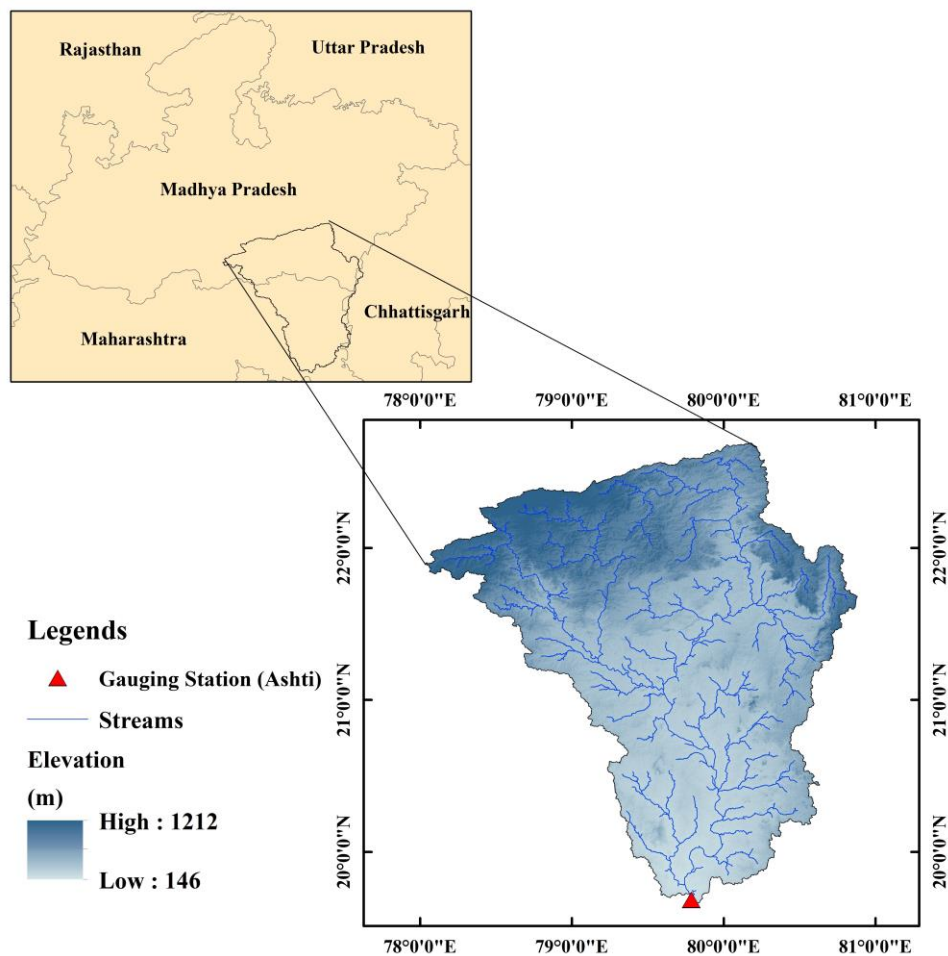 Rajasthan
Uttar Pradesh
Madhya Pradesh
Maharashtra
Chhattisgarh
78°0'0"E 79°0'0"E 80°0'0"E 81°0'0"E
22°0'0"N
22°0'0"N
21°0'0"N
21°0'0"N
20°0'0"N
20°0'0"N
78°0'0"E 79°0'0"E 80°0'0"E 81°0'0"E
Legends
Gauging Station (Ashti)
Streams
Elevation
(m)
High : 1212
Low : 146